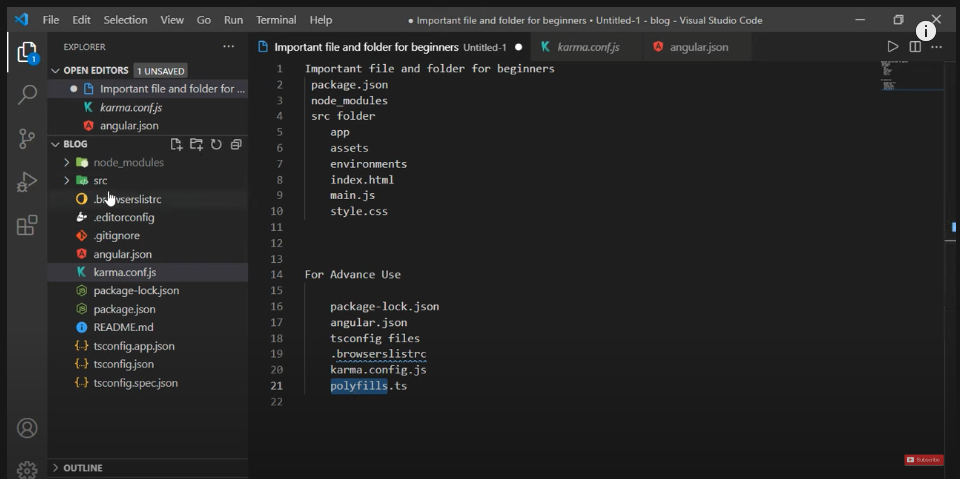 File Edit Selection View Go Run Terminal Help
● Important file and folder for beginners • Untitled-1 - blog - Visual Studio Code
EXPLORER
OPEN EDITORS 1 UNSAVED
Important file and folder for ...
karma.conf.js
angular.json
BLOG
node_modules
src
.browserslistrc
.editorconfig
.gitignore
angular.json
karma.conf.js
package-lock.json
package.json
README.md
tsconfig.app.json
tsconfig.json
tsconfig.spec.json
OUTLINE
1
Important file and folder for beginners Untitled-1 ●
karma.conf.js
angular.json
1 Important file and folder for beginners
2 package.json
3 node_modules
4 src folder
5 app
6 assets
7 environments
8 index.html
9 main.js
10 style.css
11
12
13
14 For Advance Use
15
16 package-lock.json
17 angular.json
18 tsconfig files
19 .browserslistrc
20 karma.config.js
21 polyfills.ts
22
Subscribe